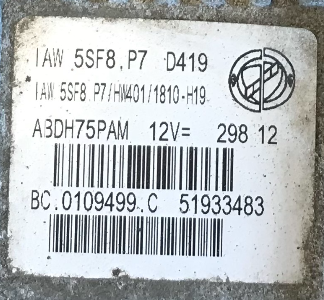 IAW 5SF8.P7 D419
IAW 5SF8.P7/HW401/1810-H19
ABDH75PAM 12V= 298 12
BC.0109499.C 51933483